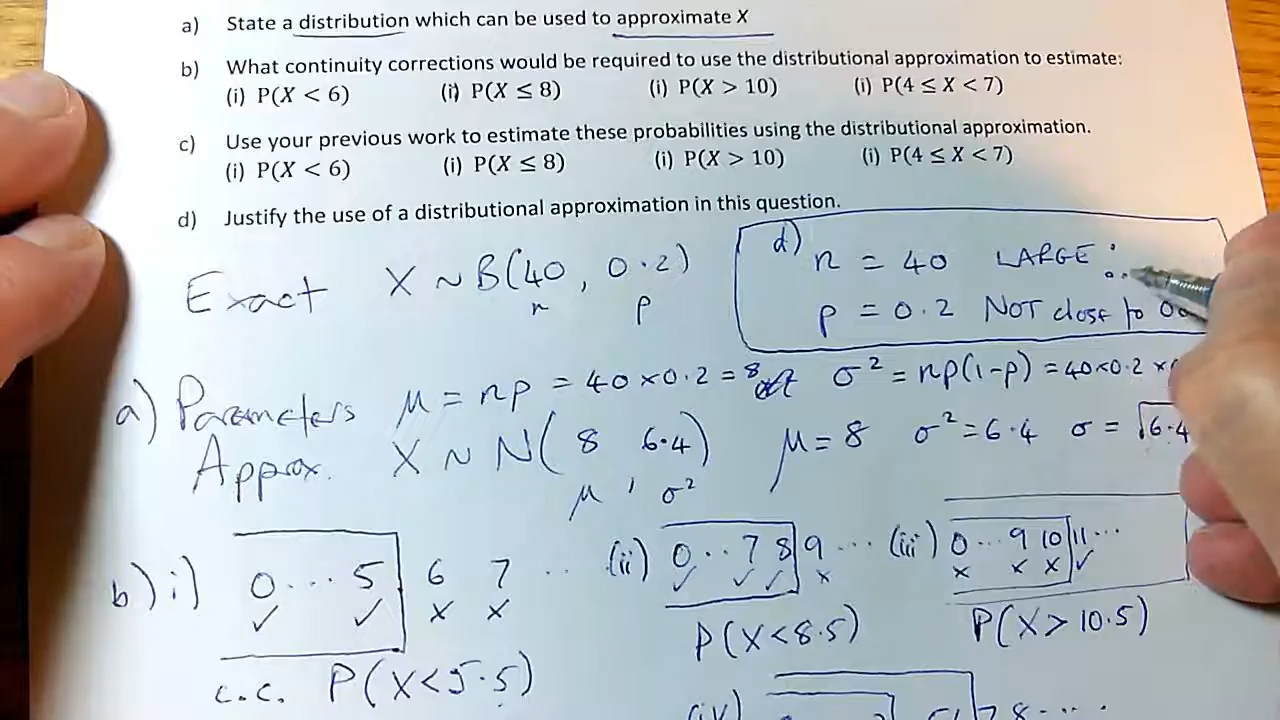 a) State a distribution which can be used to approximate X
b) What continuity corrections would be required to use the distributional approximation to estimate:
(i) P(X < 6) (i) P(X ≤ 8) (i) P(X > 10) (i) P(4 ≤ X < 7)
c) Use your previous work to estimate these probabilities using the distributional approximation.
(i) P(X < 6) (i) P(X ≤ 8) (i) P(X > 10) (i) P(4 ≤ X < 7)
d) Justify the use of a distributional approximation in this question.
Exact X ~ B(40, 0.2)
n p
d) n = 40 LARGE
p = 0.2 NOT close to
a) Parameters μ = np = 40×0.2 = 8 σ² = np(1-p) = 40×0.2×
Approx. X ~ N( 8 6.4) μ = 8 σ² = 6.4 σ = √6.4
μ , σ²
b) i) 0 ... 5 6 7 ... (ii) 0 .. 7 8 9 ... (iii) 0 ... 9 10 11 ...
✓ ✓ x x ✓ ✓ ✓ x x x x ✓
c.c. P(X<5.5) P(X<8.5) P(X>10.5)
(iv) 7 8 ...